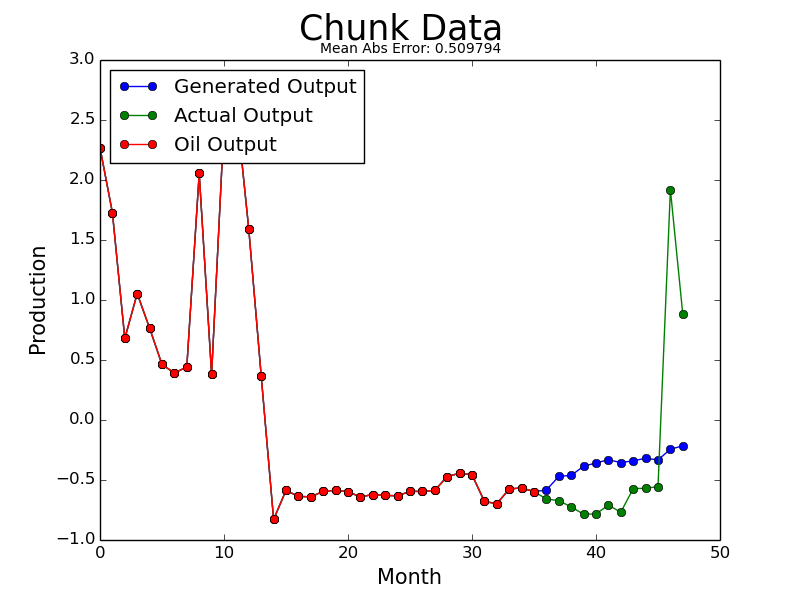 Chunk Data
Mean Abs Error: 0.509794
3.0
2.5
2.0
1.5
1.0
0.5
0.0
−0.5
−1.0
Generated Output
Actual Output
Oil Output
Production
0 10 20 30 40 50
Month